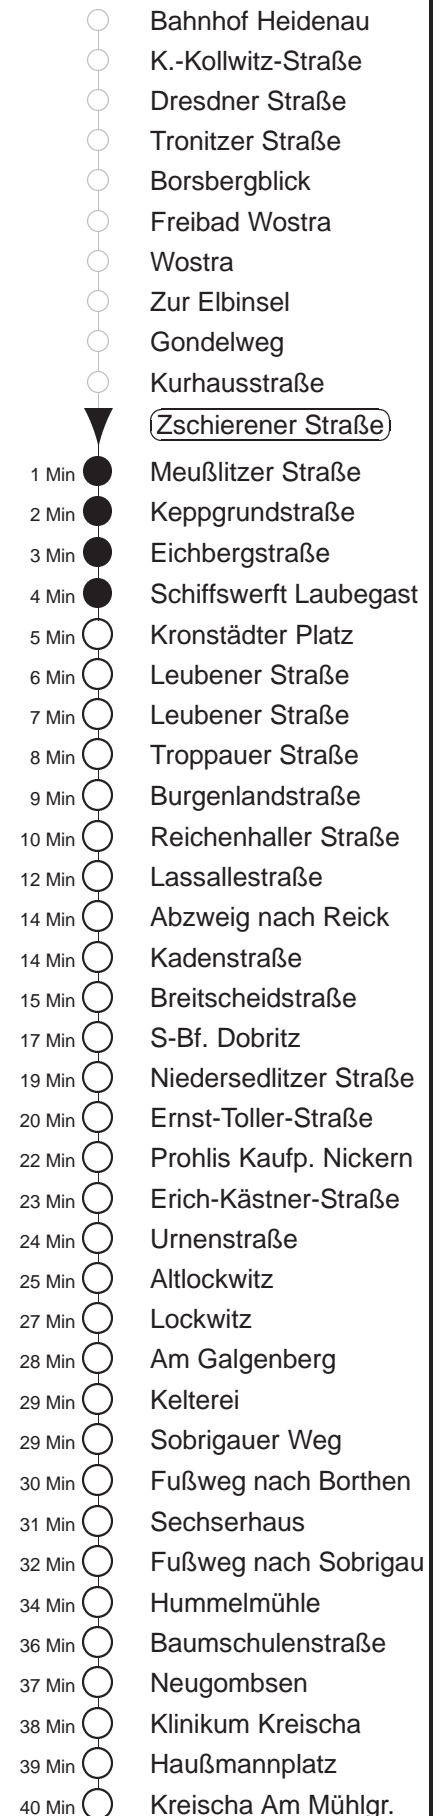 Bahnhof Heidenau
K.-Kollwitz-Straße
Dresdner Straße
Tronitzer Straße
Borsbergblick
Freibad Wostra
Wostra
Zur Elbinsel
Gondelweg
Kurhausstraße
Zschierener Straße
1 Min Meußlitzer Straße
2 Min Keppgrundstraße
3 Min Eichbergstraße
4 Min Schiffswerft Laubegast
5 Min Kronstädter Platz
6 Min Leubener Straße
7 Min Leubener Straße
8 Min Troppauer Straße
9 Min Burgenlandstraße
10 Min Reichenhaller Straße
12 Min Lassallestraße
14 Min Abzweig nach Reick
14 Min Kadenstraße
15 Min Breitscheidstraße
17 Min S-Bf. Dobritz
19 Min Niedersedlitzer Straße
20 Min Ernst-Toller-Straße
22 Min Prohlis Kaufp. Nickern
23 Min Erich-Kästner-Straße
24 Min Urnenstraße
25 Min Altlockwitz
27 Min Lockwitz
28 Min Am Galgenberg
29 Min Kelterei
29 Min Sobrigauer Weg
30 Min Fußweg nach Borthen
31 Min Sechserhaus
32 Min Fußweg nach Sobrigau
34 Min Hummelmühle
36 Min Baumschulenstraße
37 Min Neugombsen
38 Min Klinikum Kreischa
39 Min Haußmannplatz
40 Min Kreischa Am Mühlgr.